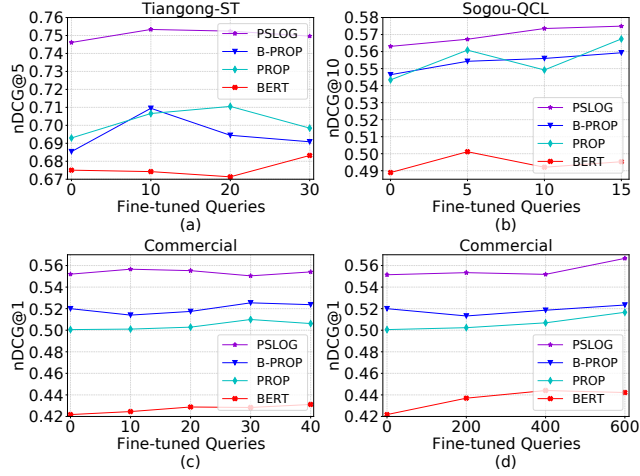 Tiangong-ST
nDCG@5
0.76
0.75
0.74
0.73
0.72
0.71
0.70
0.69
0.68
0.67
PSLOG
B-PROP
PROP
BERT
0 10 20 30
Fine-tuned Queries
(a)
Sogou-QCL
nDCG@10
0.58
0.57
0.56
0.55
0.54
0.53
0.52
0.51
0.50
0.49
PSLOG
B-PROP
PROP
BERT
0 5 10 15
Fine-tuned Queries
(b)
Commercial
nDCG@1
0.56
0.54
0.52
0.50
0.48
0.46
0.44
0.42
PSLOG
B-PROP
PROP
BERT
0 10 20 30 40
Fine-tuned Queries
(c)
Commercial
nDCG@1
0.56
0.54
0.52
0.50
0.48
0.46
0.44
0.42
PSLOG
B-PROP
PROP
BERT
0 200 400 600
Fine-tuned Queries
(d)